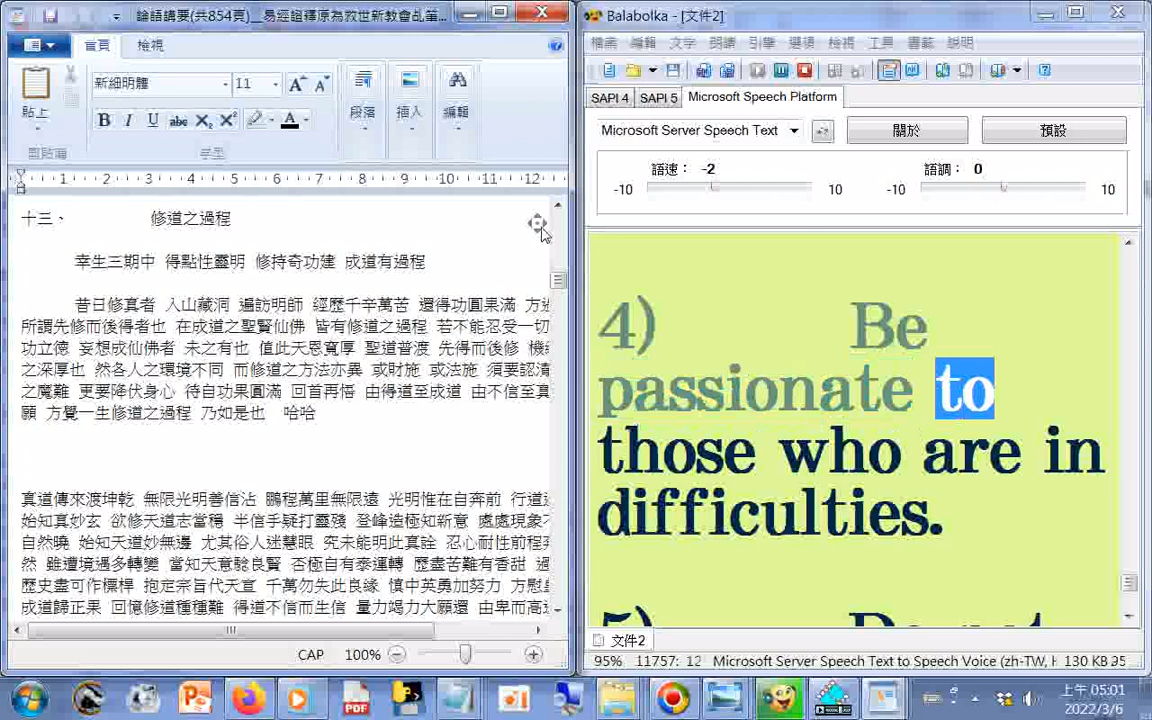 論語講要(共854頁)__易經證釋原為救世新教會乩筆...
首頁 檢視
新細明體 11
貼上
段落 插入 編輯
剪貼簿 字型
1 2 3 4 5 6 7 8 9 10 11 12
十三、 修道之過程
幸生三期中 得點性靈明 修持奇功建 成道有過程
昔日修真者 入山藏洞 遍訪明師 經歷千辛萬苦 還得功圓果滿 方
所謂先修而後得者也 在成道之聖賢仙佛 皆有修道之過程 若不能忍受一切
功立德 妄想成仙佛者 未之有也 值此天恩寬厚 聖道普渡 先得而後修 機
之深厚也 然各人之環境不同 而修道之方法亦異 或財施 或法施 須要認清
之魔難 更要降伏身心 待自功果圓滿 回首再悟 由得道至成道 由不信至真
願 方覺一生修道之過程 乃如是也 哈哈
真道傳來渡坤乾 無限光明善信沾 鵬程萬里無限遠 光明惟在自奔前 行道
始知真妙玄 欲修天道志當穩 半信半疑打靈殘 登峰造極知新意 處處現象
自然曉 始知天道妙無邊 尤其俗人迷慧眼 究未能明此真詮 忍心耐性前程
然 雖遭境遇多轉變 當知天意驗良賢 否極自有泰運轉 歷盡苦難有香甜
歷史盡可作標桿 抱定宗旨代天宣 千萬勿失此良緣 慎中英勇加努力 方慰
成道歸正果 回憶修道種種難 得道不信而生信 量力竭力大願還 由卑而高
CAP 100%
Balabolka - [文件2]
檔案 編輯 文字 朗讀 引擎 選項 檢視 工具 書籤 說明
SAPI 4 SAPI 5 Microsoft Speech Platform
Microsoft Server Speech Text 關於 預設
語速： -2 語調： 0
-10 10 -10 10
4) Be
passionate to
those who are in
difficulties.
5) Do not
文件2
95% 11757: 12 Microsoft Server Speech Text to Speech Voice (zh-TW, H 130 KB 95
上午 05:01
2022/3/6